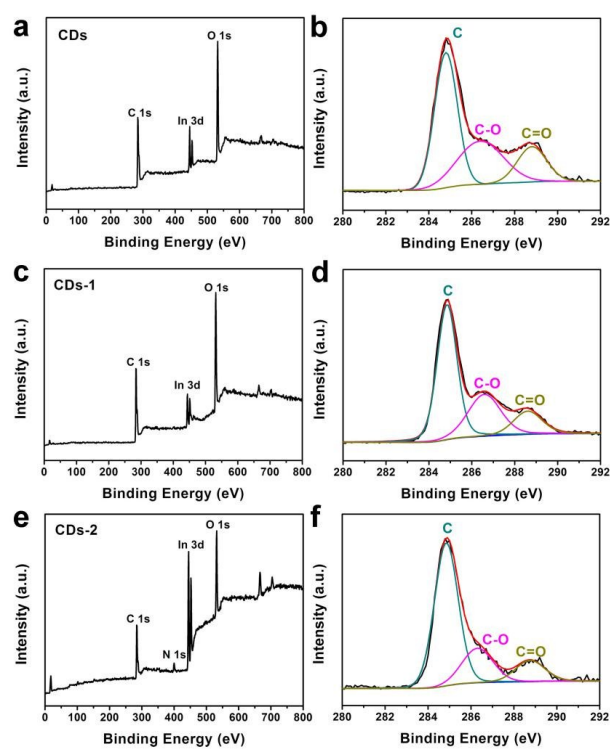 a
CDs
O 1s
C 1s
In 3d
Intensity (a.u.)
0 100 200 300 400 500 600 700 800
Binding Energy (eV)
b
C
C-O
C=O
Intensity (a.u.)
280 282 284 286 288 290 292
Binding Energy (eV)
c
CDs-1
O 1s
C 1s
In 3d
Intensity (a.u.)
0 100 200 300 400 500 600 700 800
Binding Energy (eV)
d
C
C-O
C=O
Intensity (a.u.)
280 282 284 286 288 290 292
Binding Energy (eV)
e
CDs-2
O 1s
In 3d
C 1s
N 1s
Intensity (a.u.)
0 100 200 300 400 500 600 700 800
Binding Energy (eV)
f
C
C-O
C=O
Intensity (a.u.)
280 282 284 286 288 290 292
Binding Energy (eV)